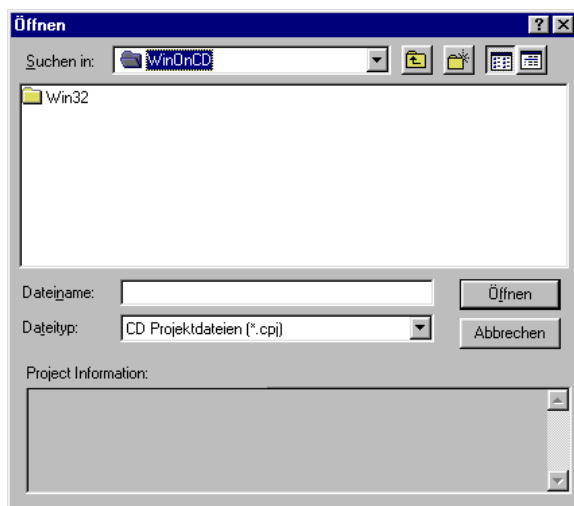 Öffnen
Suchen in: WinOnCD
Win32
Dateiname: Öffnen
Dateityp: CD Projektdateien (*.cpj) Abbrechen
Project Information: